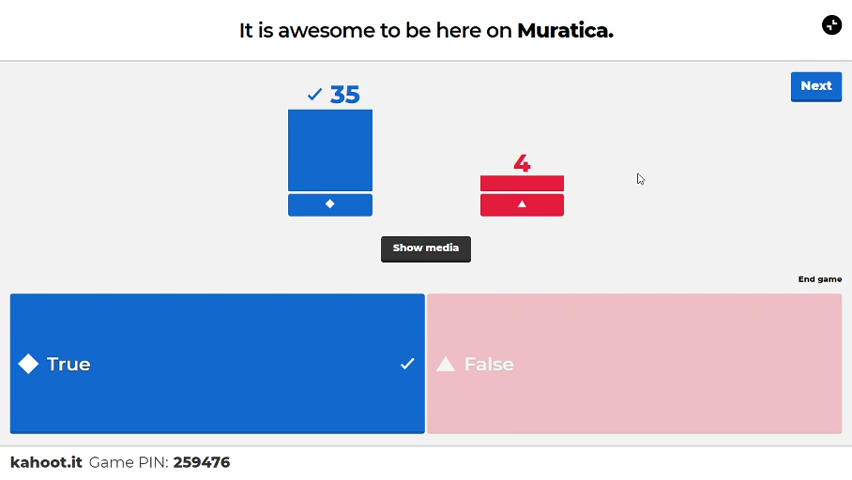 It is awesome to be here on Muratica.
Next
35
4
Show media
End game
True
False
kahoot.it Game PIN: 259476